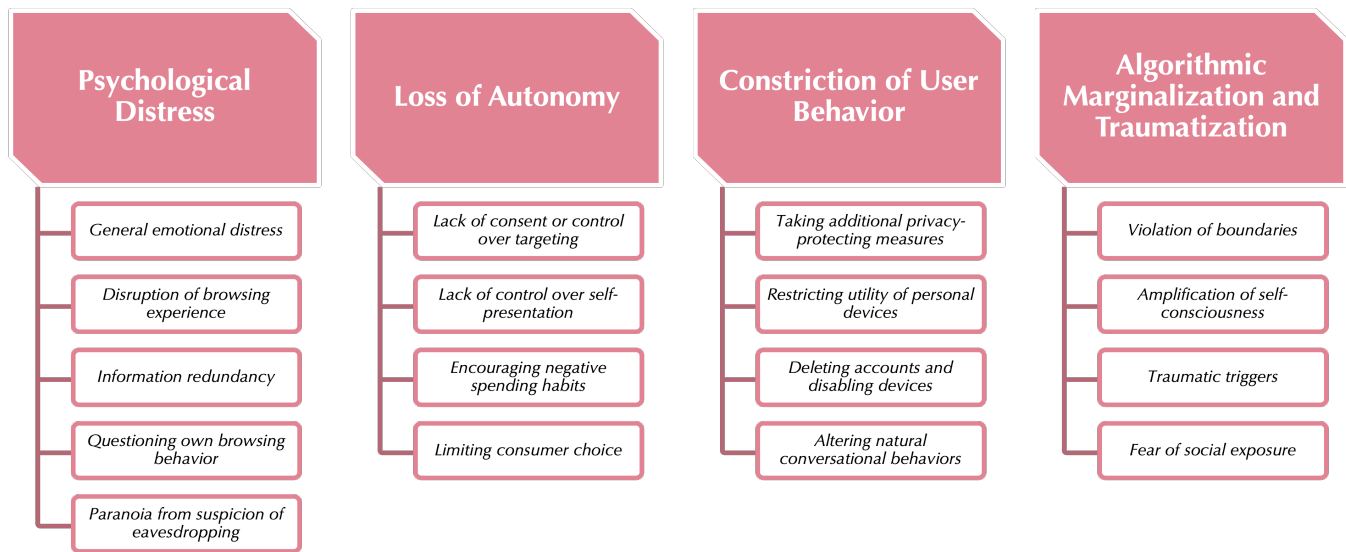 Psychological
Distress
General emotional distress
Disruption of browsing
experience
Information redundancy
Questioning own browsing
behavior
Paranoia from suspicion of
eavesdropping
Loss of Autonomy
Lack of consent or control
over targeting
Lack of control over self-
presentation
Encouraging negative
spending habits
Limiting consumer choice
Constriction of User
Behavior
Taking additional privacy-
protecting measures
Restricting utility of personal
devices
Deleting accounts and
disabling devices
Altering natural
conversational behaviors
Algorithmic
Marginalization and
Traumatization
Violation of boundaries
Amplification of self-
consciousness
Traumatic triggers
Fear of social exposure